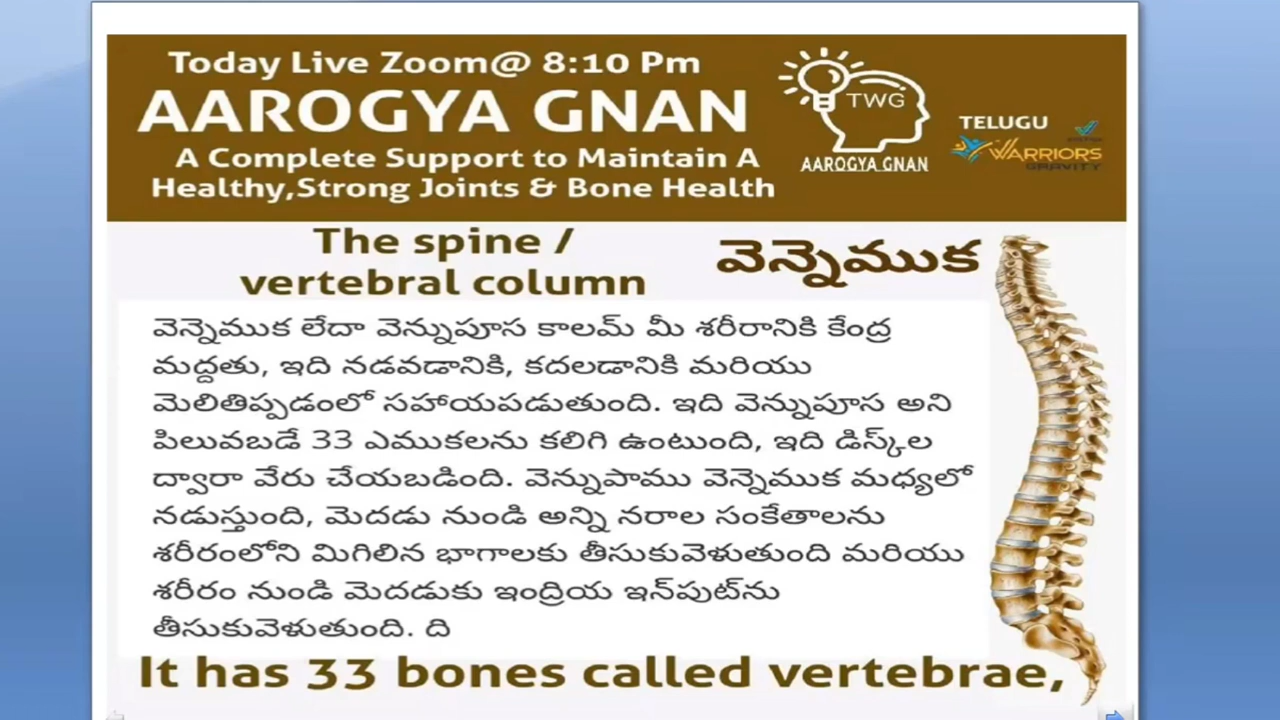 Today Live Zoom@ 8:10 Pm
AAROGYA GNAN
A Complete Support to Maintain A
Healthy,Strong Joints & Bone Health
TWG
AAROGYA GNAN
TELUGU
WARRIORS
GRAVITY
The spine /
vertebral column
వెన్నెముక
వెన్నెముక లేదా వెన్నుపూస కాలమ్ మీ శరీరానికి కేంద్ర
మద్దతు, ఇది నడవడానికి, కదలడానికి మరియు
మెలితిప్పడంలో సహాయపడుతుంది. ఇది వెన్నుపూస అని
పిలువబడే 33 ఎముకలను కలిగి ఉంటుంది, ఇది డిస్క్‌ల
ద్వారా వేరు చేయబడింది. వెన్నుపాము వెన్నెముక మధ్యలో
నడుస్తుంది, మెదడు నుండి అన్ని నరాల సంకేతాలను
శరీరంలోని మిగిలిన భాగాలకు తీసుకువెళుతుంది మరియు
శరీరం నుండి మెదడుకు ఇంద్రియ ఇన్‌పుట్‌ను
తీసుకువెళుతుంది. ది
It has 33 bones called vertebrae,